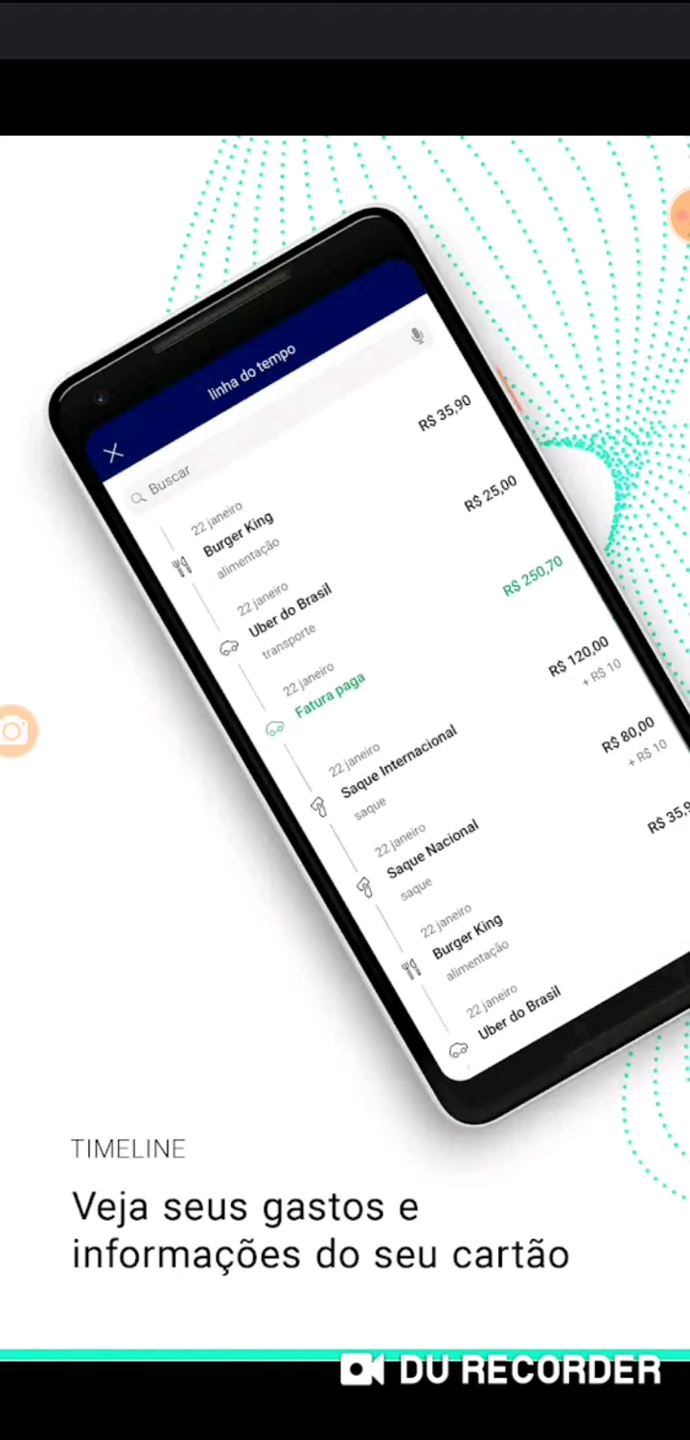 linha do tempo
Buscar
22 janeiro
Burger King
R$ 35,90
alimentação
22 janeiro
Uber do Brasil
R$ 25,00
transporte
22 janeiro
Fatura paga
R$ 250,70
22 janeiro
Saque Internacional
R$ 120,00
saque
+ R$ 10
22 janeiro
Saque Nacional
R$ 80,00
saque
+ R$ 10
22 janeiro
Burger King
R$ 35,9
alimentação
22 janeiro
Uber do Brasil
TIMELINE
Veja seus gastos e
informações do seu cartão
DU RECORDER